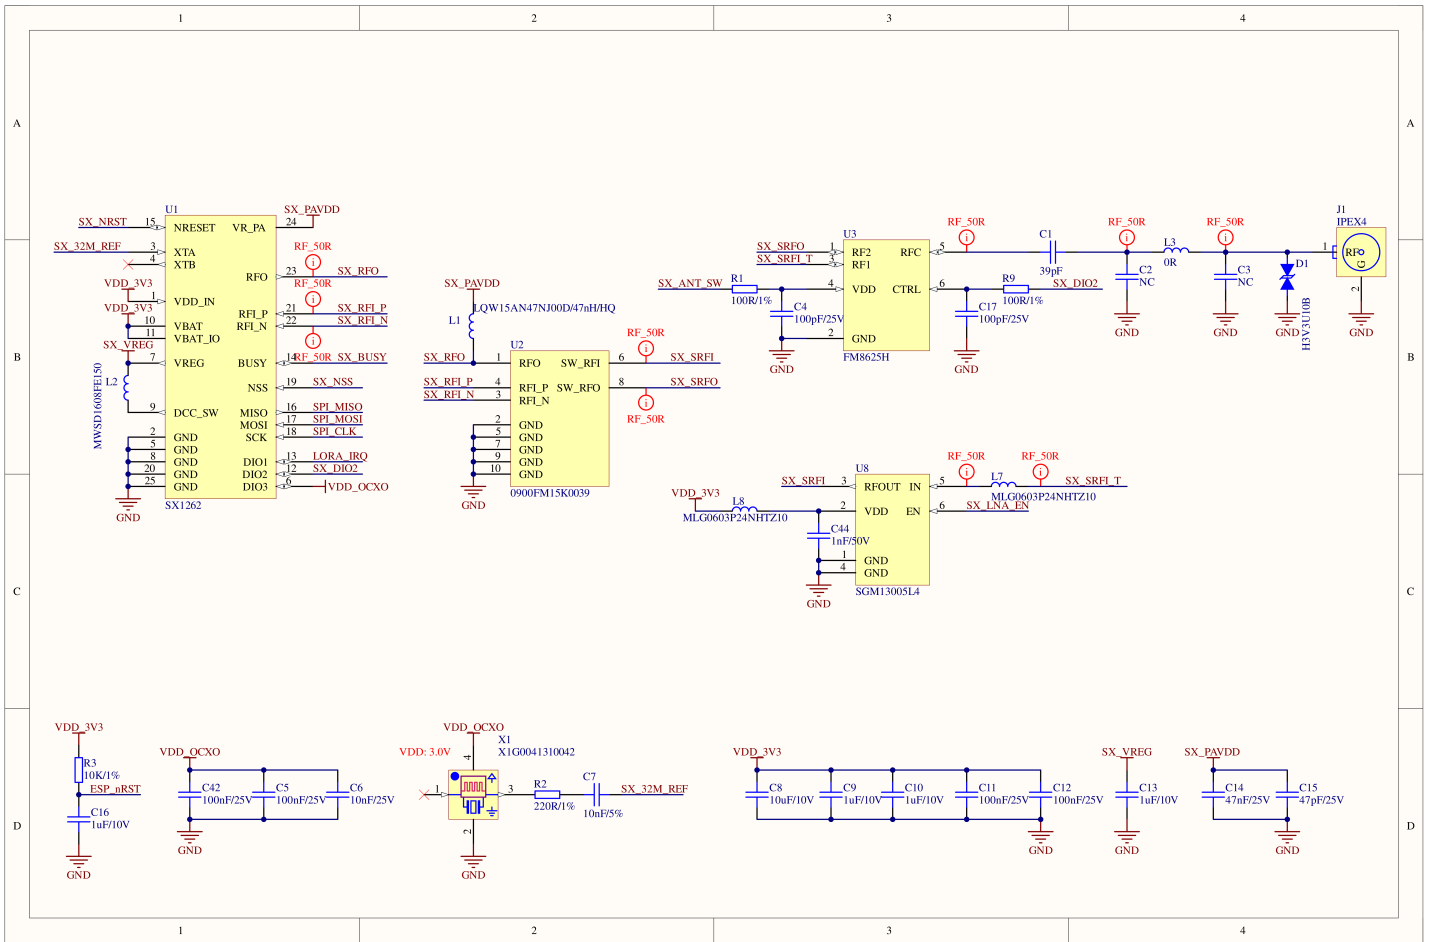 1 2 3 4
A A
B B
C C
D D
1 2 3 4
U1
SX_NRST 15 NRESET VR_PA 24 SX_PAVDD
SX_32M_REF 3 XTA
4 XTB
RF_50R
RFO 23 SX_RFO
VDD_3V3 1 VDD_IN
RF_50R
RFI_P 21 SX_RFI_P
VDD_3V3 10 VBAT RFI_N 22 SX_RFI_N
11 VBAT_IO
RF_50R
SX_VREG 7 VREG BUSY 14 SX_BUSY
L2
MWSD1608FE150
NSS 19 SX_NSS
9 DCC_SW MISO 16 SPI_MISO
MOSI 17 SPI_MOSI
2 GND SCK 18 SPI_CLK
5 GND
8 GND DIO1 13 LORA_IRQ
20 GND DIO2 12 SX_DIO2
25 GND DIO3 6 VDD_OCXO
GND
SX1262
SX_PAVDD
L1
LQW15AN47NJ00D/47nH/HQ
U2
SX_RFO 1 RFO SW_RFI 6 SX_SRFI
RF_50R
SX_RFI_P 4 RFI_P SW_RFO 8 SX_SRFO
SX_RFI_N 3 RFI_N
RF_50R
2 GND
5 GND
7 GND
9 GND
10 GND
GND
0900FM15K0039
U3
SX_SRFO 1 RF2 RFC 5
SX_SRFI_T 3 RF1
RF_50R
SX_ANT_SW
R1
100R/1%
4 VDD CTRL 6
R9
100R/1%
SX_DIO2
C4
100pF/25V
C17
100pF/25V
2 GND
GND
GND
FM8625H
C1
39pF
RF_50R
L3
0R
RF_50R
C2
NC
C3
NC
D1
H3V3U10B
GND
GND
GND
J1
IPEX4
1 RF
G
2
GND
U8
SX_SRFI 3 RFOUT IN 5
RF_50R
L7
MLG0603P24NHTZ10
RF_50R
SX_SRFI_T
VDD_3V3
L8
MLG0603P24NHTZ10
2 VDD EN 6 SX_LNA_EN
C44
1nF/50V
1 GND
4 GND
GND
SGM13005L4
VDD_3V3
R3
10K/1%
ESP_nRST
C16
1uF/10V
GND
VDD_OCXO
C42
100nF/25V
C5
100nF/25V
C6
10nF/25V
GND
VDD_OCXO
VDD: 3.0V
X1
X1G0041310042
4
1
3
2
R2
220R/1%
C7
10nF/5%
SX_32M_REF
GND
VDD_3V3
C8
10uF/10V
C9
1uF/10V
C10
1uF/10V
C11
100nF/25V
C12
100nF/25V
GND
SX_VREG
C13
1uF/10V
GND
SX_PAVDD
C14
47nF/25V
C15
47pF/25V
GND